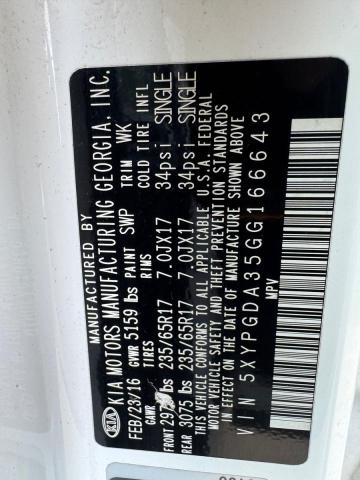 KIA
MANUFACTURED BY
KIA MOTORS MANUFACTURING GEORGIA, INC.
FEB/23/16 GVWR 5159 lbs PAINT SWP TRIM WK
GAWR TIRES RIMS COLD TIRE INFL
FRONT lbs 235/65R17 7.0JX17 34psi SINGLE
REAR 3075 lbs 235/65R17 7.0JX17 34psi SINGLE
THIS VEHICLE CONFORMS TO ALL APPLICABLE U.S.A. FEDERAL
MOTOR VEHICLE SAFETY AND THEFT PREVENTION STANDARDS
IN EFFECT ON THE DATE OF MANUFACTURE SHOWN ABOVE
VIN 5XYPGDA35GG166643
MPV